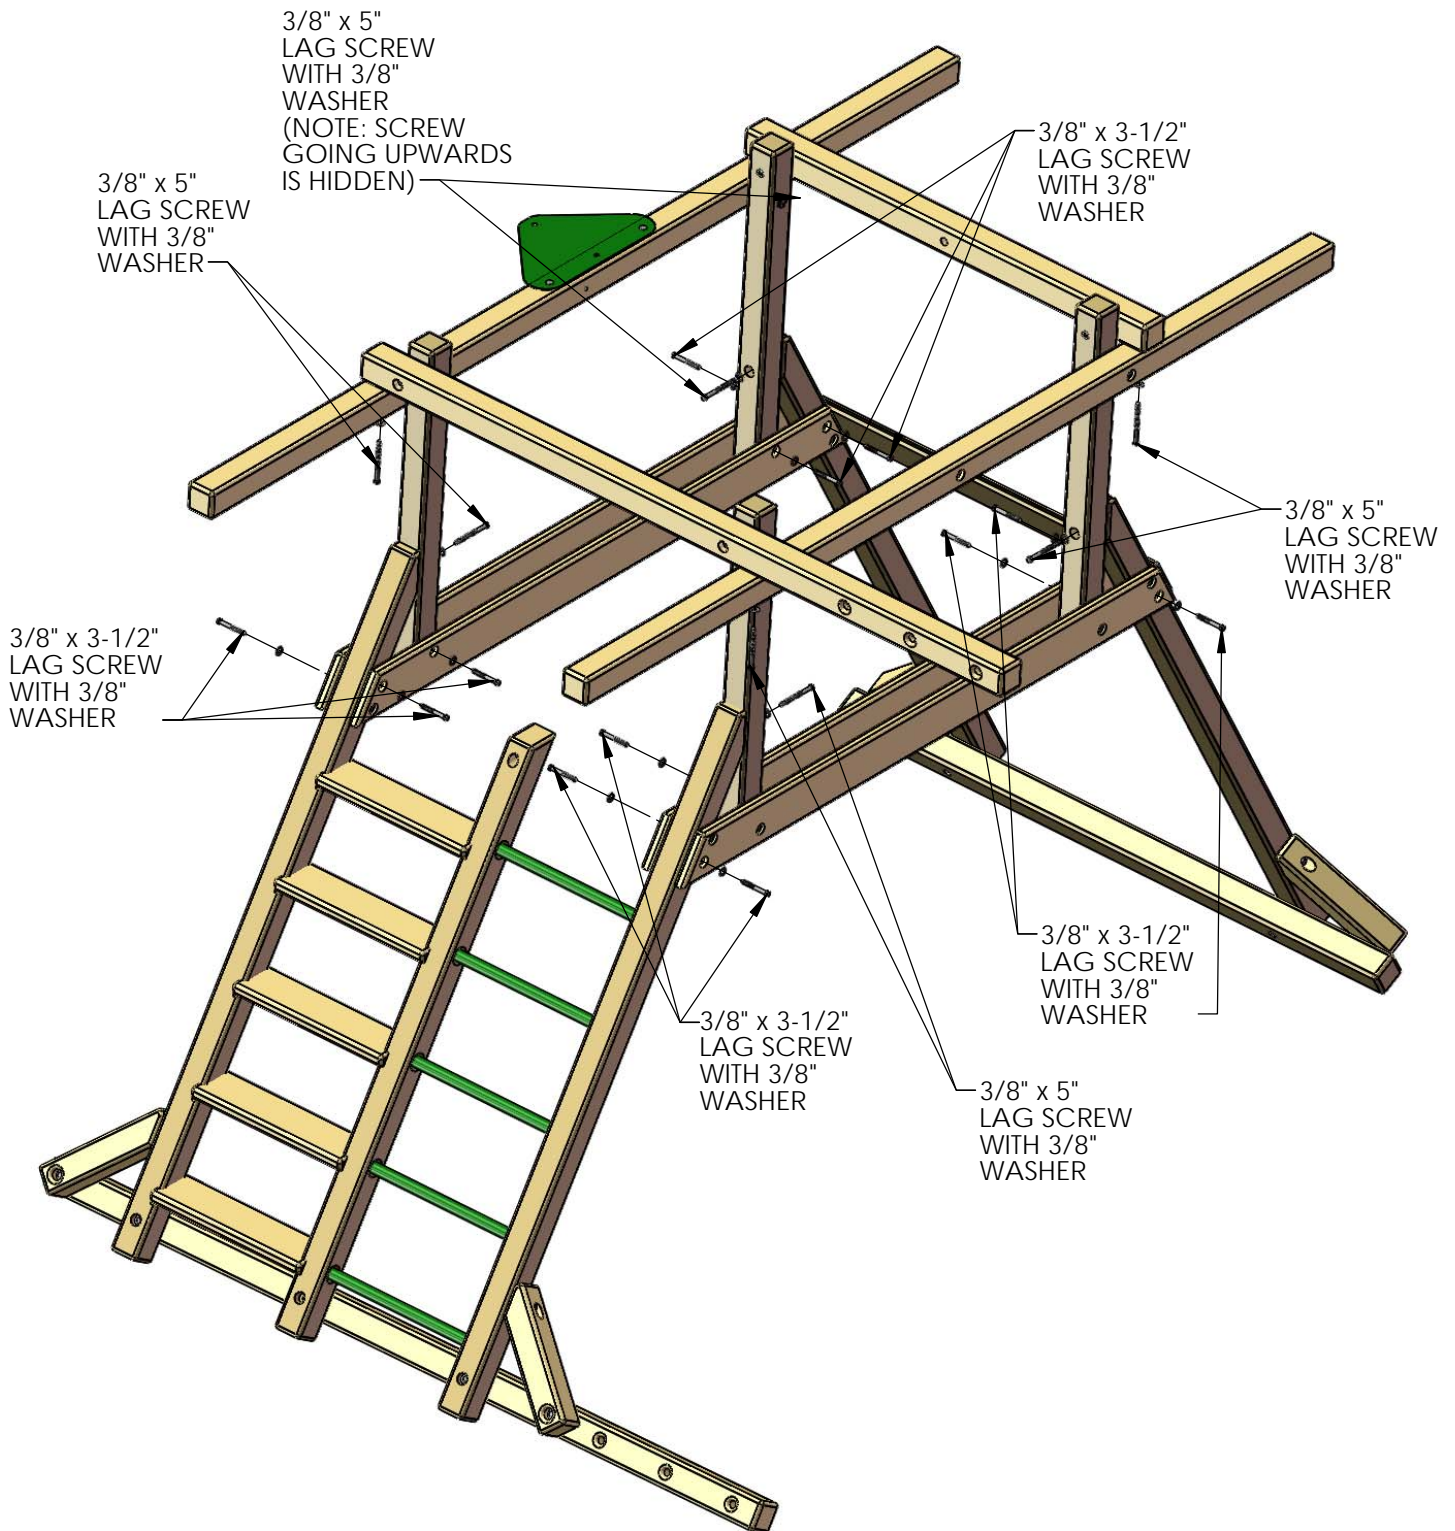 3/8" x 5"
LAG SCREW
WITH 3/8"
WASHER
(NOTE: SCREW
GOING UPWARDS
IS HIDDEN)
3/8" x 3-1/2"
LAG SCREW
WITH 3/8"
WASHER
3/8" x 5"
LAG SCREW
WITH 3/8"
WASHER
3/8" x 5"
LAG SCREW
WITH 3/8"
WASHER
3/8" x 3-1/2"
LAG SCREW
WITH 3/8"
WASHER
3/8" x 3-1/2"
LAG SCREW
WITH 3/8"
WASHER
3/8" x 3-1/2"
LAG SCREW
WITH 3/8"
WASHER
3/8" x 5"
LAG SCREW
WITH 3/8"
WASHER